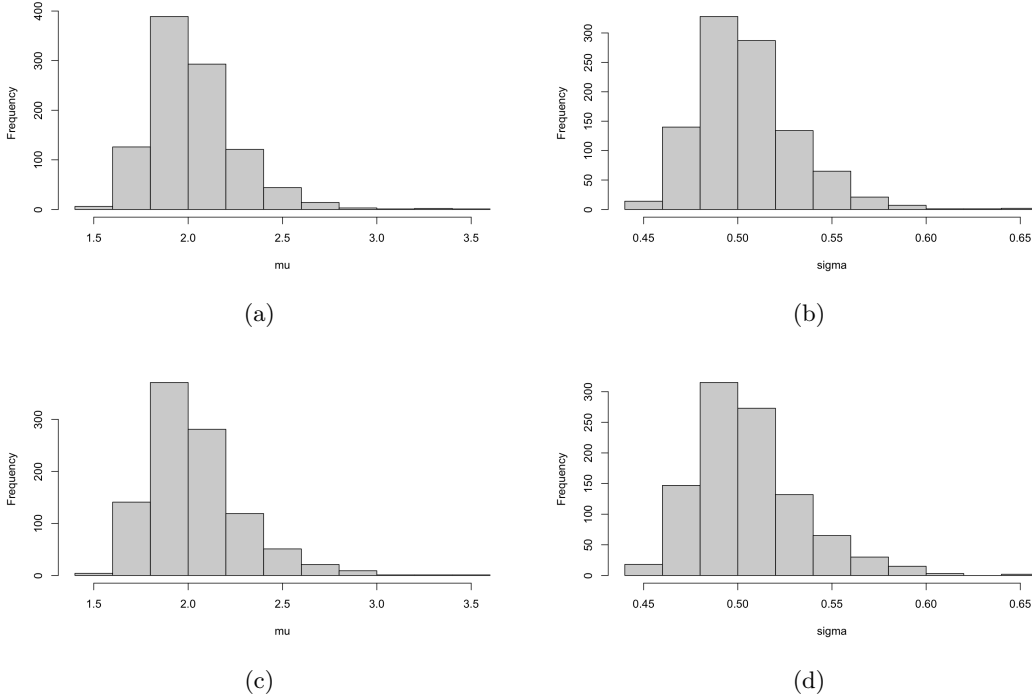 Frequency
0 100 200 300 400
1.5 2.0 2.5 3.0 3.5
mu
(a)
Frequency
0 50 100 150 200 250 300
0.45 0.50 0.55 0.60 0.65
sigma
(b)
Frequency
0 100 200 300
1.5 2.0 2.5 3.0 3.5
mu
(c)
Frequency
0 50 100 150 200 250 300
0.45 0.50 0.55 0.60 0.65
sigma
(d)